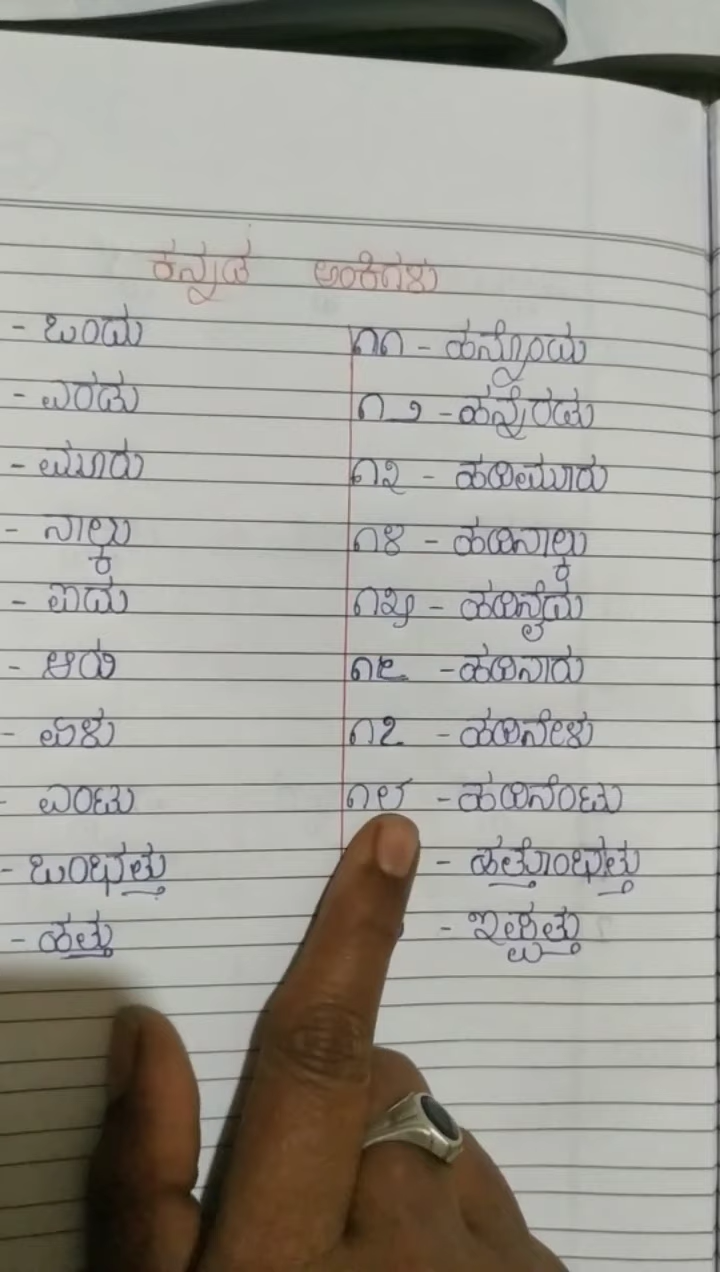 ಕನ್ನಡ ಅಂಕಿಗಳು
- ಒಂದು ೧೧ - ಹನ್ನೊಂದು
- ಎರಡು ೧೨ - ಹನ್ನೆರಡು
- ಮೂರು ೧೩ - ಹದಿಮೂರು
- ನಾಲ್ಕು ೧೪ - ಹದಿನಾಲ್ಕು
- ಐದು ೧೫ - ಹದಿನೈದು
- ಆರು ೧೬ - ಹದಿನಾರು
- ಏಳು ೧೭ - ಹದಿನೇಳು
- ಎಂಟು ೧೮ - ಹದಿನೆಂಟು
- ಒಂಭತ್ತು - ಹತ್ತೊಂಭತ್ತು
- ಹತ್ತು - ಇಪ್ಪತ್ತು